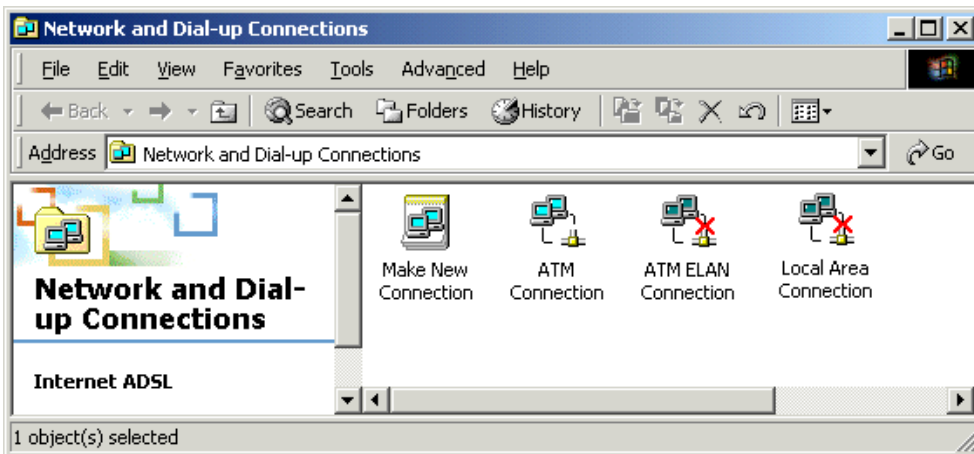 Network and Dial-up Connections
File Edit View Favorites Tools Advanced Help
Back Search Folders History
Address Network and Dial-up Connections Go
Network and Dial-
up Connections
Internet ADSL
Make New
Connection
ATM
Connection
ATM ELAN
Connection
Local Area
Connection
1 object(s) selected